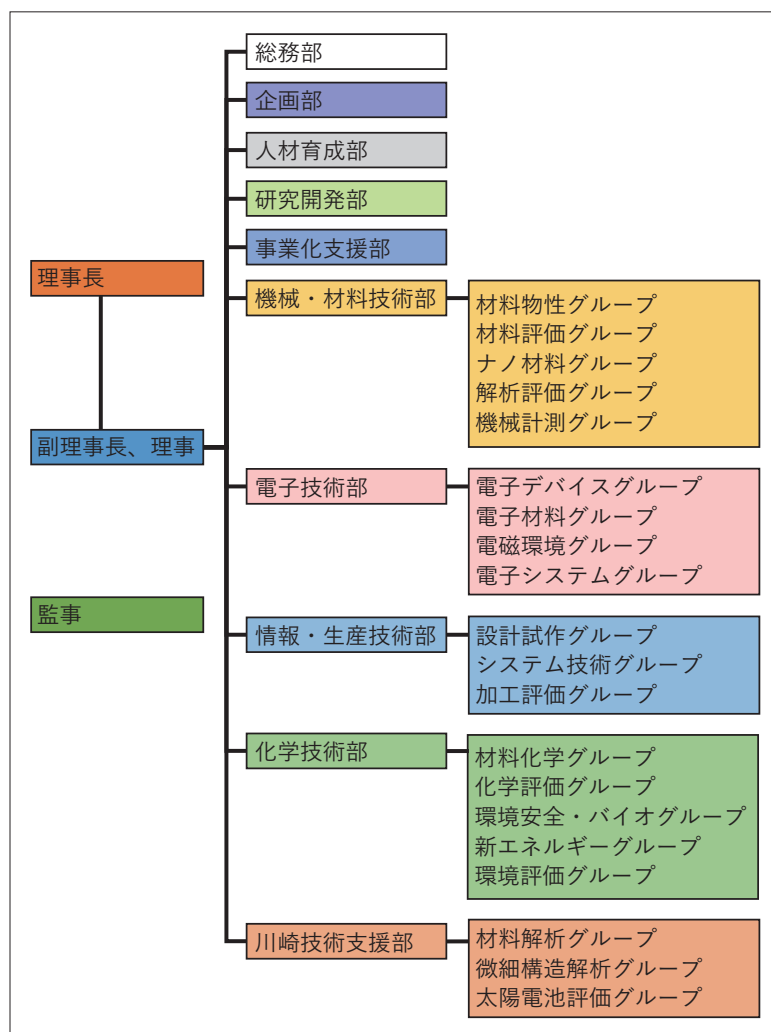 総務部
企画部
人材育成部
研究開発部
事業化支援部
理事長
機械・材料技術部
材料物性グループ
材料評価グループ
ナノ材料グループ
解析評価グループ
機械計測グループ
副理事長、理事
電子技術部
電子デバイスグループ
電子材料グループ
電磁環境グループ
電子システムグループ
監事
情報・生産技術部
設計試作グループ
システム技術グループ
加工評価グループ
化学技術部
材料化学グループ
化学評価グループ
環境安全・バイオグループ
新エネルギーグループ
環境評価グループ
川崎技術支援部
材料解析グループ
微細構造解析グループ
太陽電池評価グループ